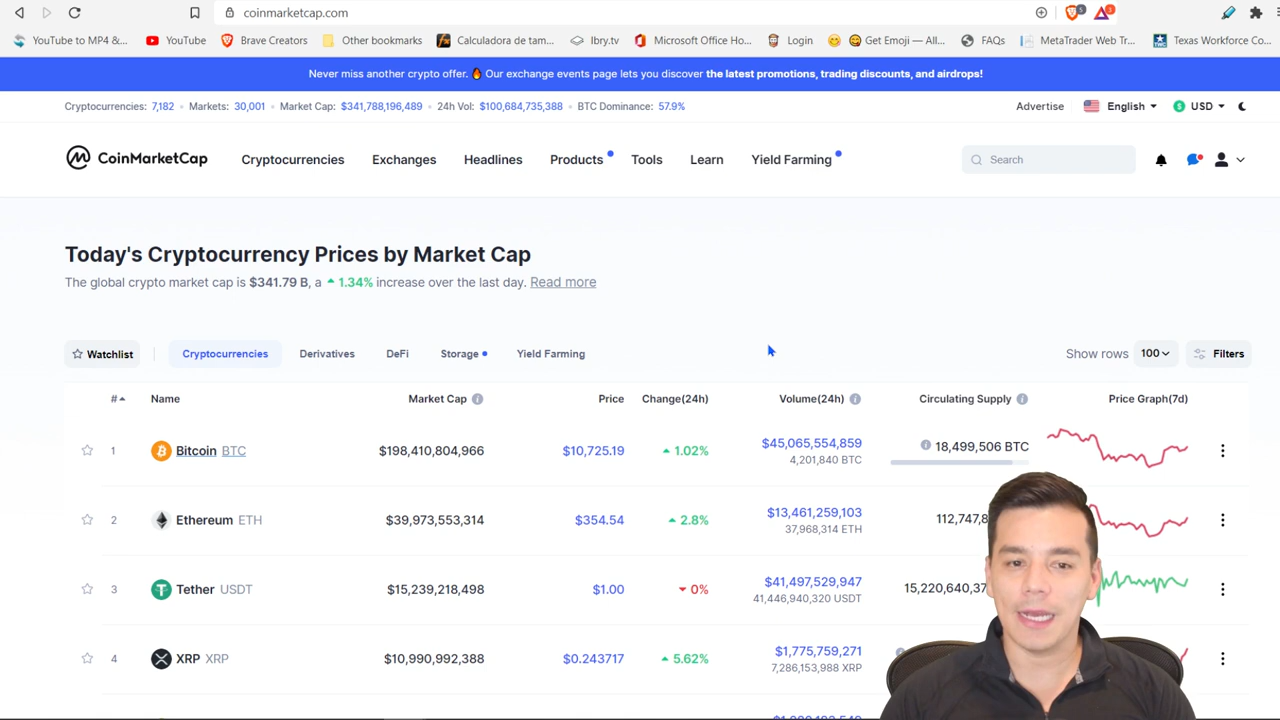 coinmarketcap.com
5
3
YouTube to MP4 &...
YouTube
Brave Creators
Other bookmarks
Calculadora de tam...
lbry.tv
Microsoft Office Ho...
Login
Get Emoji — All...
FAQs
MetaTrader Web Tr...
Texas Workforce Co...
Never miss another crypto offer. 🔥 Our exchange events page lets you discover the latest promotions, trading discounts, and airdrops!
Cryptocurrencies: 7,182 • Markets: 30,001 • Market Cap: $341,788,196,489 • 24h Vol: $100,684,735,388 • BTC Dominance: 57.9%
Advertise English USD
CoinMarketCap Cryptocurrencies Exchanges Headlines Products Tools Learn Yield Farming Search
Today's Cryptocurrency Prices by Market Cap
The global crypto market cap is $341.79 B, a 1.34% increase over the last day. Read more
Watchlist Cryptocurrencies Derivatives DeFi Storage Yield Farming Show rows 100 Filters
# Name Market Cap Price Change(24h) Volume(24h) Circulating Supply Price Graph(7d)
1 Bitcoin BTC $198,410,804,966 $10,725.19 1.02% $45,065,554,859 18,499,506 BTC
4,201,840 BTC
2 Ethereum ETH $39,973,553,314 $354.54 2.8% $13,461,259,103 112,747,8
37,968,314 ETH
3 Tether USDT $15,239,218,498 $1.00 0% $41,497,529,947 15,220,640,37
41,446,940,320 USDT
4 XRP XRP $10,990,992,388 $0.243717 5.62% $1,775,759,271
7,286,153,988 XRP